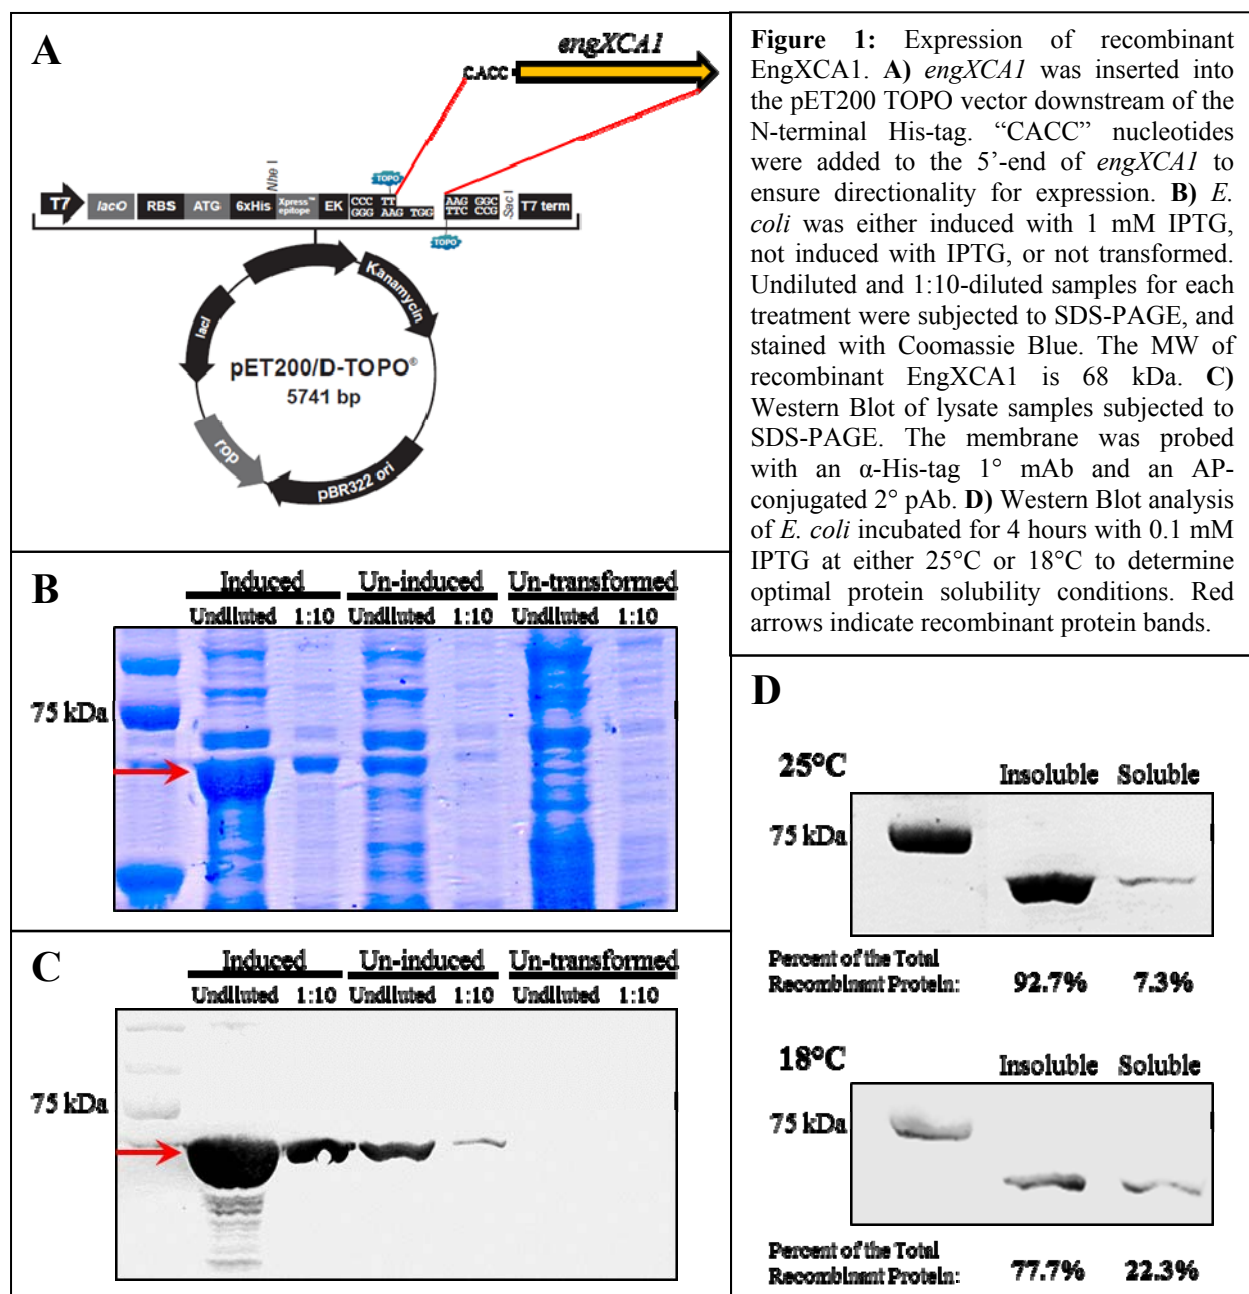 A
engXCA1
CACC
TOPO
Nhe I
T7 lacO RBS ATG 6xHis Xpress™ epitope EK CCC TT AAG GGC Sac I T7 term
GGG AAG TGG TTC CCG
TOPO
Kanamycin
lacI
pET200/D-TOPO®
5741 bp
rop
pBR322 ori
Figure 1: Expression of recombinant
EngXCA1. A) engXCA1 was inserted into
the pET200 TOPO vector downstream of the
N-terminal His-tag. “CACC” nucleotides
were added to the 5’-end of engXCA1 to
ensure directionality for expression. B) E.
coli was either induced with 1 mM IPTG,
not induced with IPTG, or not transformed.
Undiluted and 1:10-diluted samples for each
treatment were subjected to SDS-PAGE, and
stained with Coomassie Blue. The MW of
recombinant EngXCA1 is 68 kDa. C)
Western Blot of lysate samples subjected to
SDS-PAGE. The membrane was probed
with an α-His-tag 1° mAb and an AP-
conjugated 2° pAb. D) Western Blot analysis
of E. coli incubated for 4 hours with 0.1 mM
IPTG at either 25°C or 18°C to determine
optimal protein solubility conditions. Red
arrows indicate recombinant protein bands.
B
Induced Un-induced Un-transformed
Undiluted 1:10 Undiluted 1:10 Undiluted 1:10
75 kDa
C
Induced Un-induced Un-transformed
Undiluted 1:10 Undiluted 1:10 Undiluted 1:10
75 kDa
D
25°C
Insoluble Soluble
75 kDa
Percent of the Total
Recombinant Protein: 92.7% 7.3%
18°C
Insoluble Soluble
75 kDa
Percent of the Total
Recombinant Protein: 77.7% 22.3%